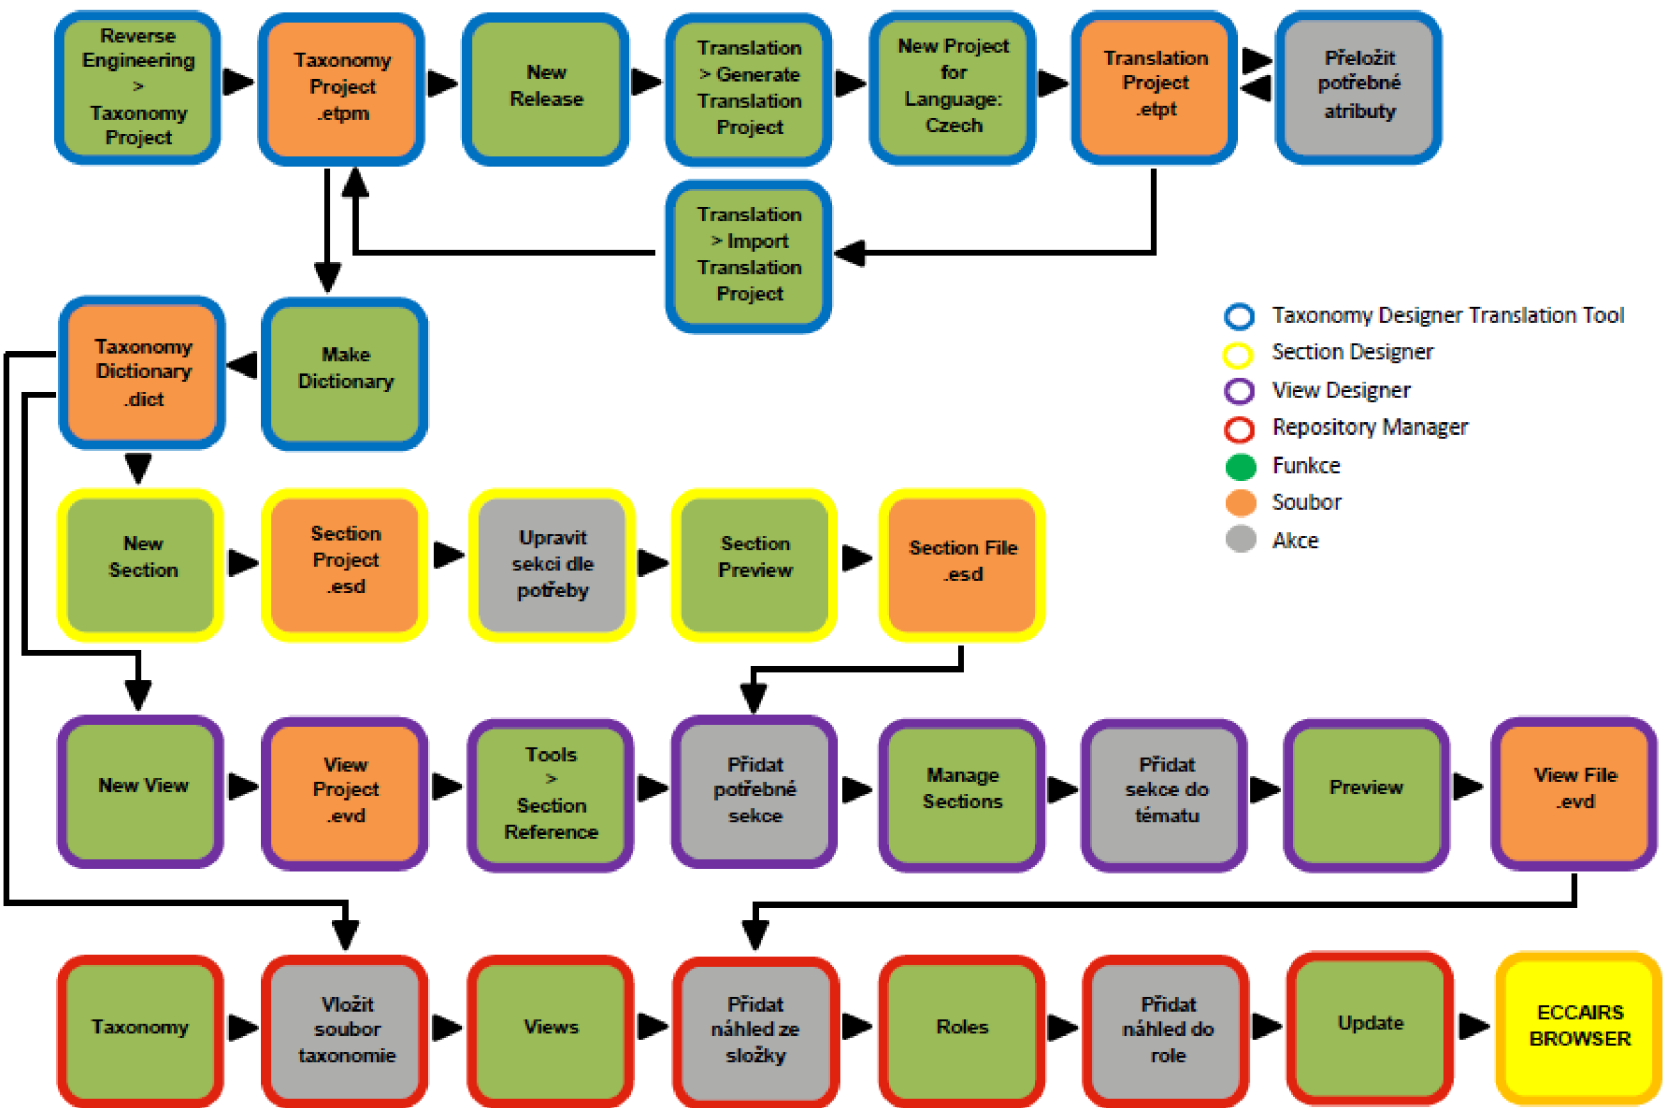 Reverse
Engineering
>
Taxonomy
Project
Taxonomy
Project
.etpm
New
Release
Translation
> Generate
Translation
Project
New Project
for
Language:
Czech
Translation
Project
.etpt
Přeložit
potřebné
atributy
Translation
> Import
Translation
Project
Taxonomy
Dictionary
.dict
Make
Dictionary
Taxonomy Designer Translation Tool
Section Designer
View Designer
Repository Manager
Funkce
Soubor
Akce
New
Section
Section
Project
.esd
Upravit
sekci dle
potřeby
Section
Preview
Section File
.esd
New View
View
Project
.evd
Tools
>
Section
Reference
Přidat
potřebné
sekce
Manage
Sections
Přidat
sekce do
tématu
Preview
View File
.evd
Taxonomy
Vložit
soubor
taxonomie
Views
Přidat
náhled ze
složky
Roles
Přidat
náhled do
role
Update
ECCAIRS
BROWSER